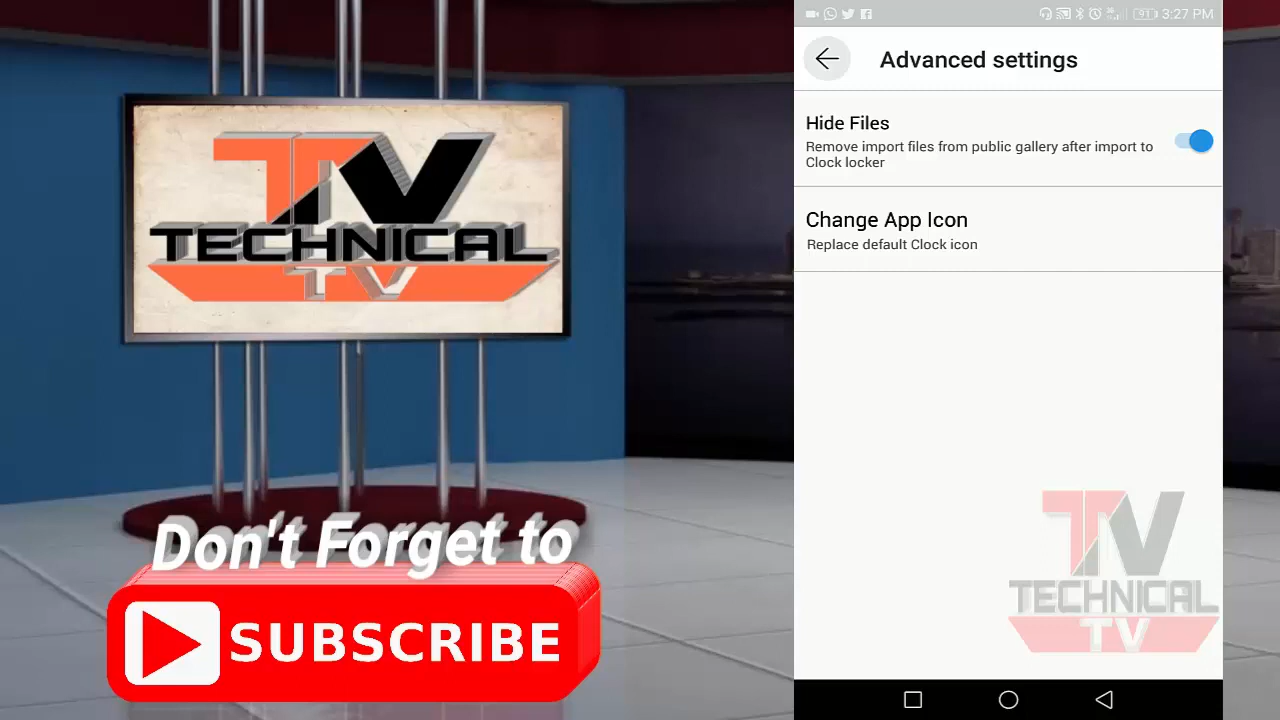 TV
TECHNICAL
TV
Don't Forget to
SUBSCRIBE
91
3:27 PM
Advanced settings
Hide Files
Remove import files from public gallery after import to
Clock locker
Change App Icon
Replace default Clock icon
TV
TECHNICAL
TV